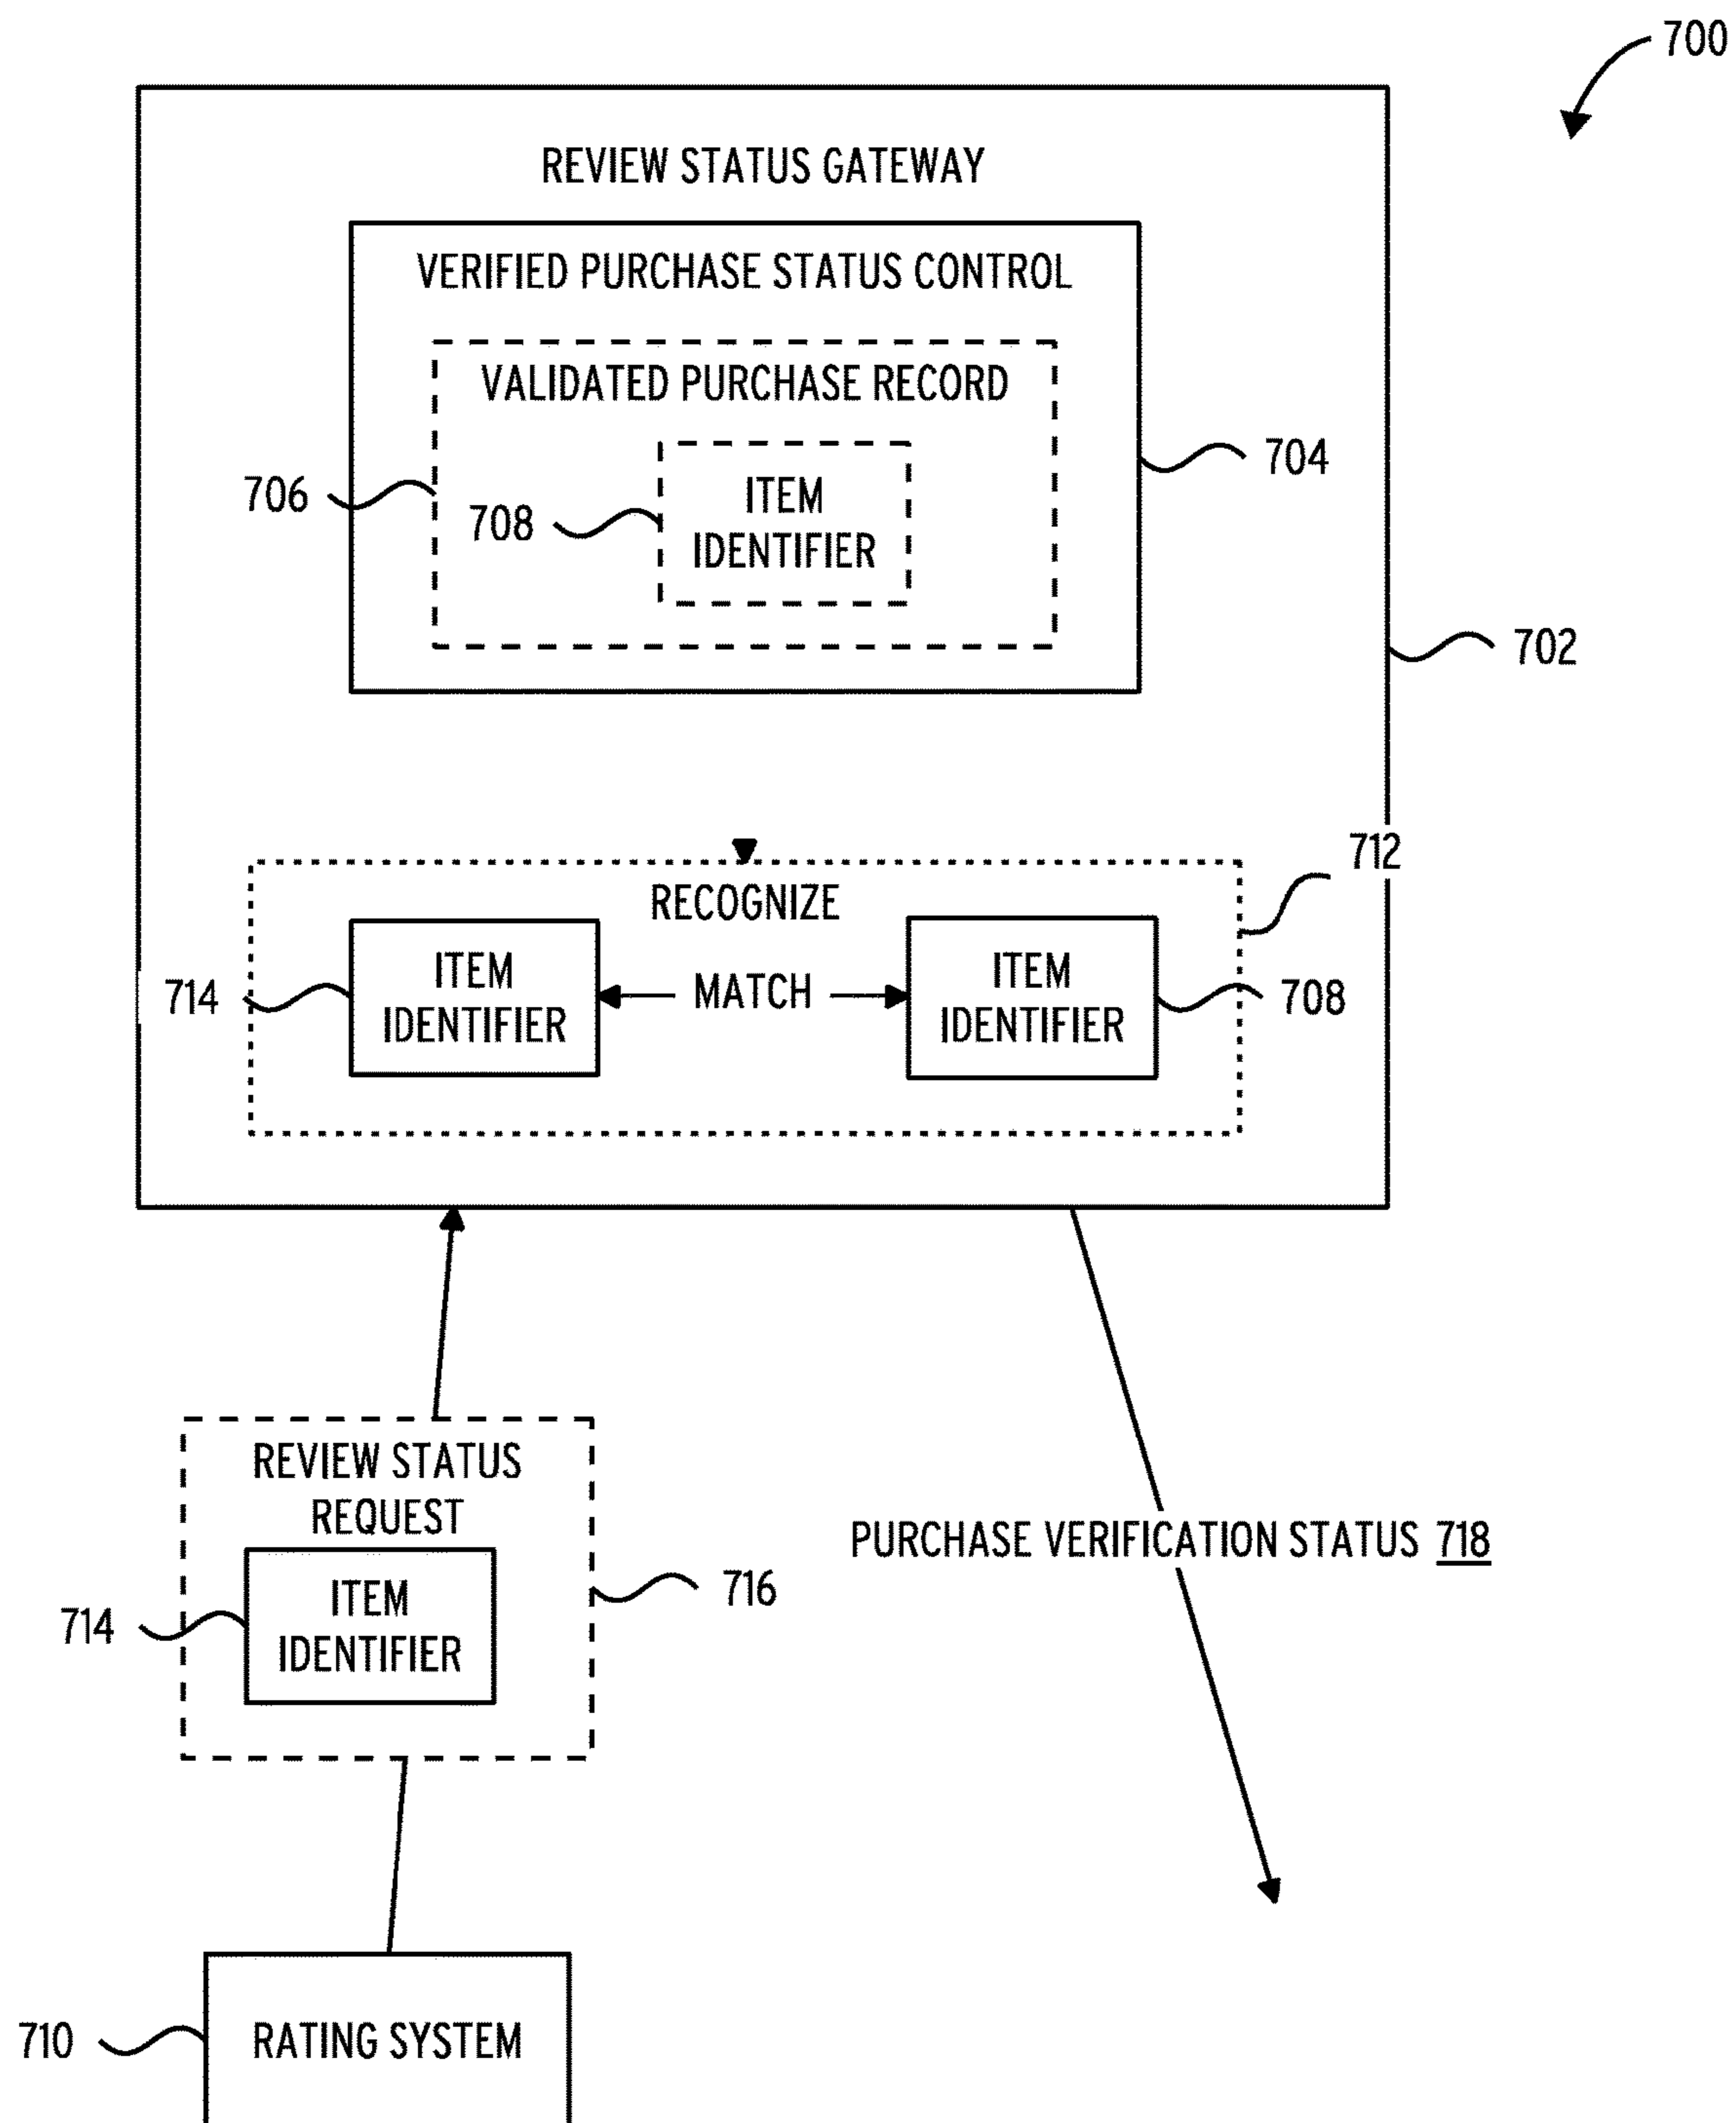 700
REVIEW STATUS GATEWAY
VERIFIED PURCHASE STATUS CONTROL
VALIDATED PURCHASE RECORD
704
706
708
ITEM
IDENTIFIER
702
712
RECOGNIZE
714
ITEM
IDENTIFIER
MATCH
ITEM
IDENTIFIER
708
REVIEW STATUS
REQUEST
PURCHASE VERIFICATION STATUS 718
716
714
ITEM
IDENTIFIER
710
RATING SYSTEM